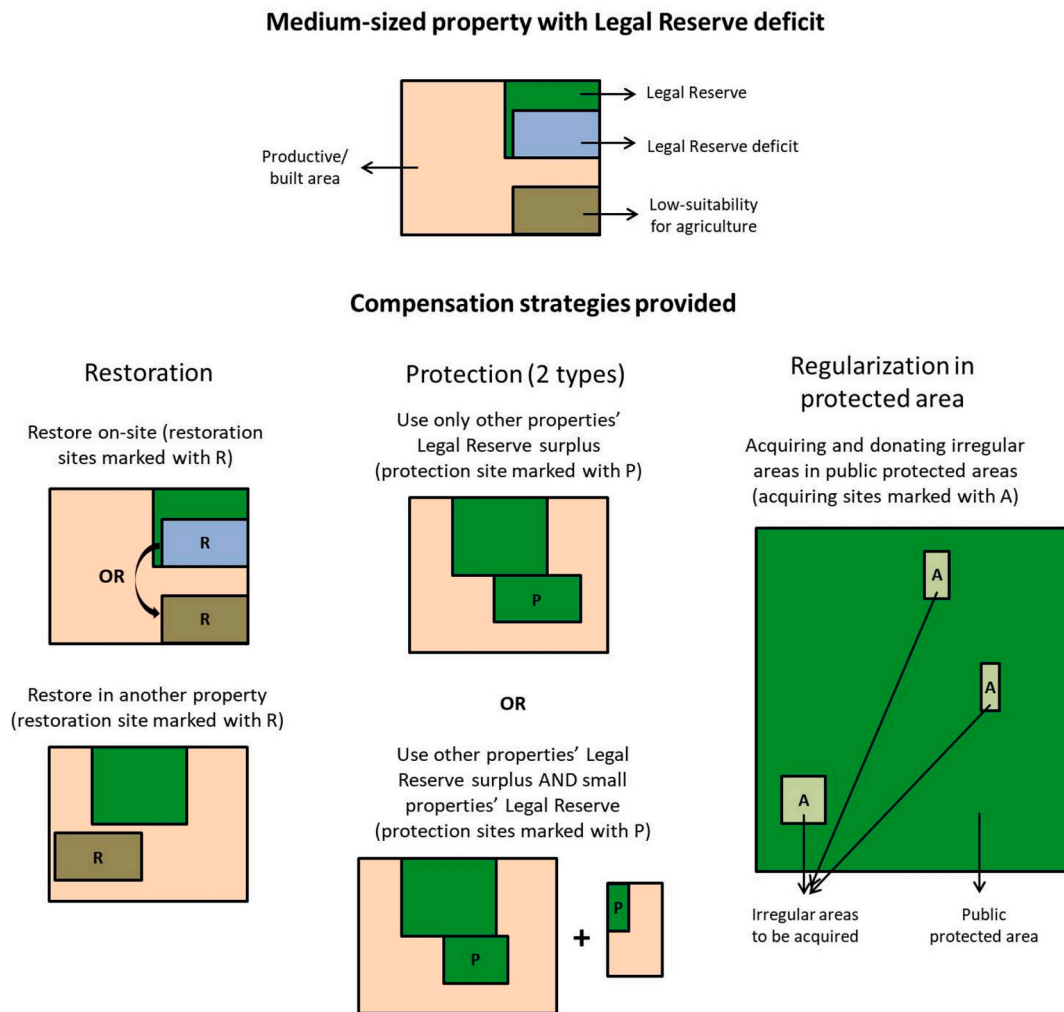 Medium-sized property with Legal Reserve deficit
Legal Reserve
Legal Reserve deficit
Productive/
built area
Low-suitability
for agriculture
Compensation strategies provided
Restoration
Restore on-site (restoration
sites marked with R)
R
OR
R
Restore in another property
(restoration site marked with R)
R
Protection (2 types)
Use only other properties’
Legal Reserve surplus
(protection site marked with P)
P
OR
Use other properties’ Legal
Reserve surplus AND small
properties’ Legal Reserve
(protection sites marked with P)
P
+
P
Regularization in
protected area
Acquiring and donating irregular
areas in public protected areas
(acquiring sites marked with A)
A
A
A
Irregular areas
to be acquired
Public
protected area